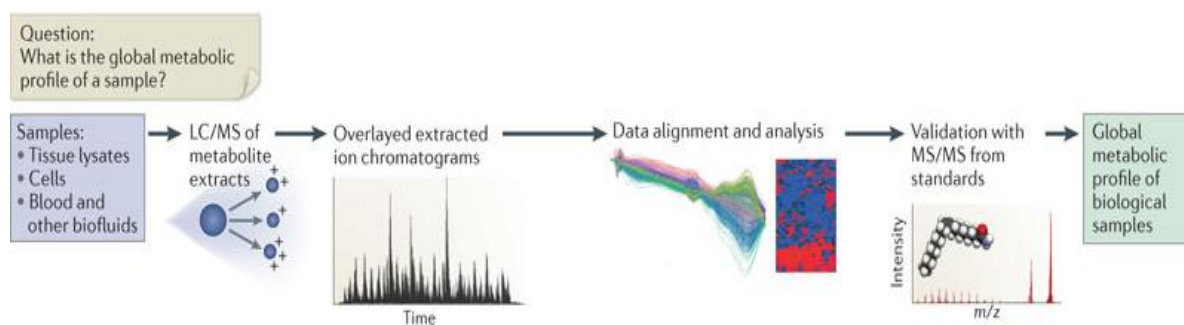 Question:
What is the global metabolic
profile of a sample?
Samples:
• Tissue lysates
• Cells
• Blood and
other biofluids
LC/MS of
metabolite
extracts
+
+
+
+
Overlayed extracted
ion chromatograms
Time
Data alignment and analysis
Validation with
MS/MS from
standards
Intensity
m/z
Global
metabolic
profile of
biological
samples